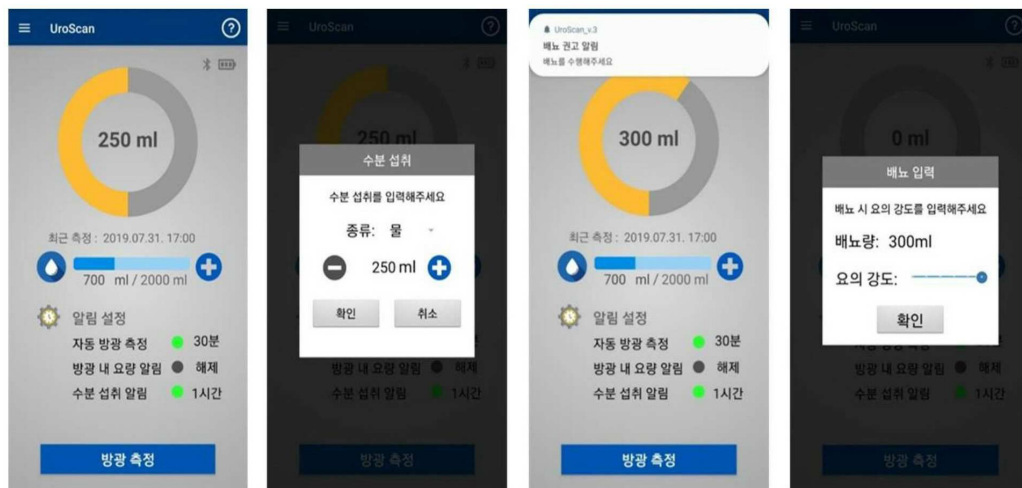 UroScan
?
250 ml
최근 측정 : 2019.07.31. 17:00
700 ml / 2000 ml
알림 설정
자동 방광 측정 30분
방광 내 요량 알림 해제
수분 섭취 알림 1시간
방광 측정
UroScan
?
250 ml
수분 섭취
수분 섭취를 입력해주세요
종류: 물
250 ml
확인 취소
방광 내 요량 알림 해제
수분 섭취 알림 1시간
방광 측정
UroScan_v.3
배뇨 권고 알림
배뇨를 수행해주세요
300 ml
최근 측정 : 2019.07.31. 17:00
700 ml / 2000 ml
알림 설정
자동 방광 측정 30분
방광 내 요량 알림 해제
수분 섭취 알림 1시간
방광 측정
UroScan
?
0 ml
배뇨 입력
배뇨 시 요의 강도를 입력해주세요
배뇨량: 300ml
요의 강도:
확인
자동 방광 측정 30분
방광 내 요량 알림 해제
수분 섭취 알림 1시간
방광 측정